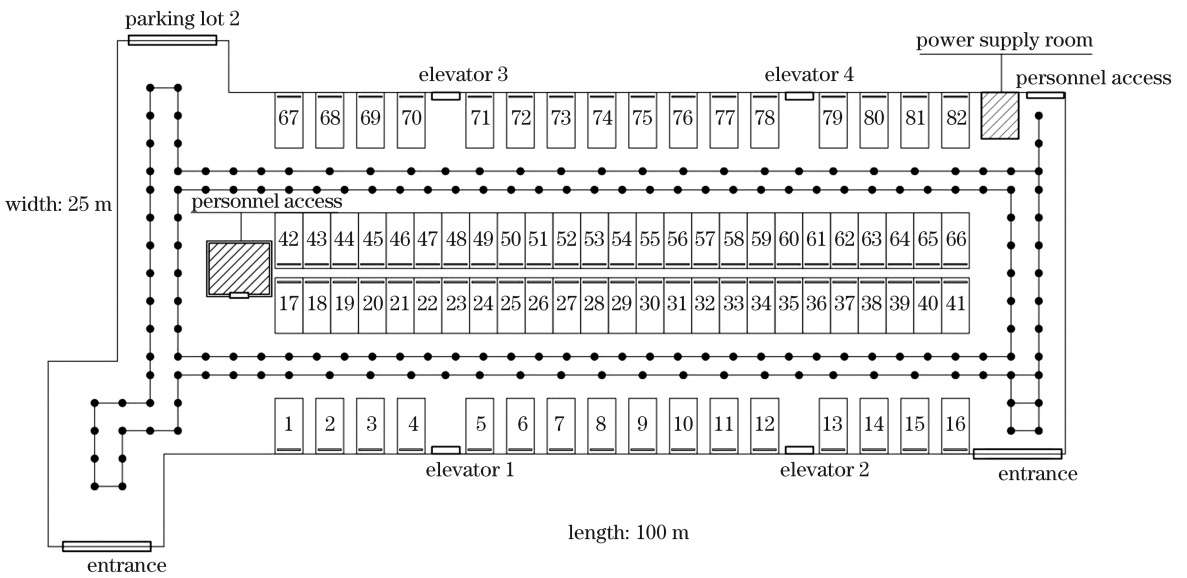 parking lot 2
power supply room
elevator 3 elevator 4 personnel access
67 68 69 70 71 72 73 74 75 76 77 78 79 80 81 82
width: 25 m
personnel access
42 43 44 45 46 47 48 49 50 51 52 53 54 55 56 57 58 59 60 61 62 63 64 65 66
17 18 19 20 21 22 23 24 25 26 27 28 29 30 31 32 33 34 35 36 37 38 39 40 41
1 2 3 4 5 6 7 8 9 10 11 12 13 14 15 16
elevator 1 elevator 2 entrance
length: 100 m
entrance